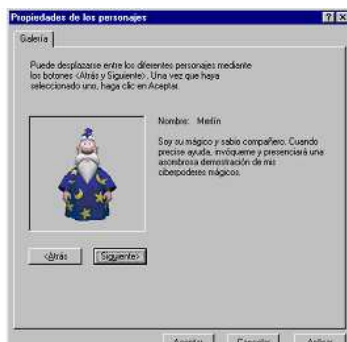 Propiedades de los personajes
Galería
Puede desplazarse entre los diferentes personajes mediante
los botones <Atrás y Siguiente>. Una vez que haya
seleccionado uno, haga clic en Aceptar.
Nombre: Merlín
Soy su mágico y sabio compañero. Cuando
precise ayuda, invóqueme y presenciará una
asombrosa demostración de mis
ciberpoderes mágicos.
<Atrás Siguiente>
Aceptar Cancelar Aplicar